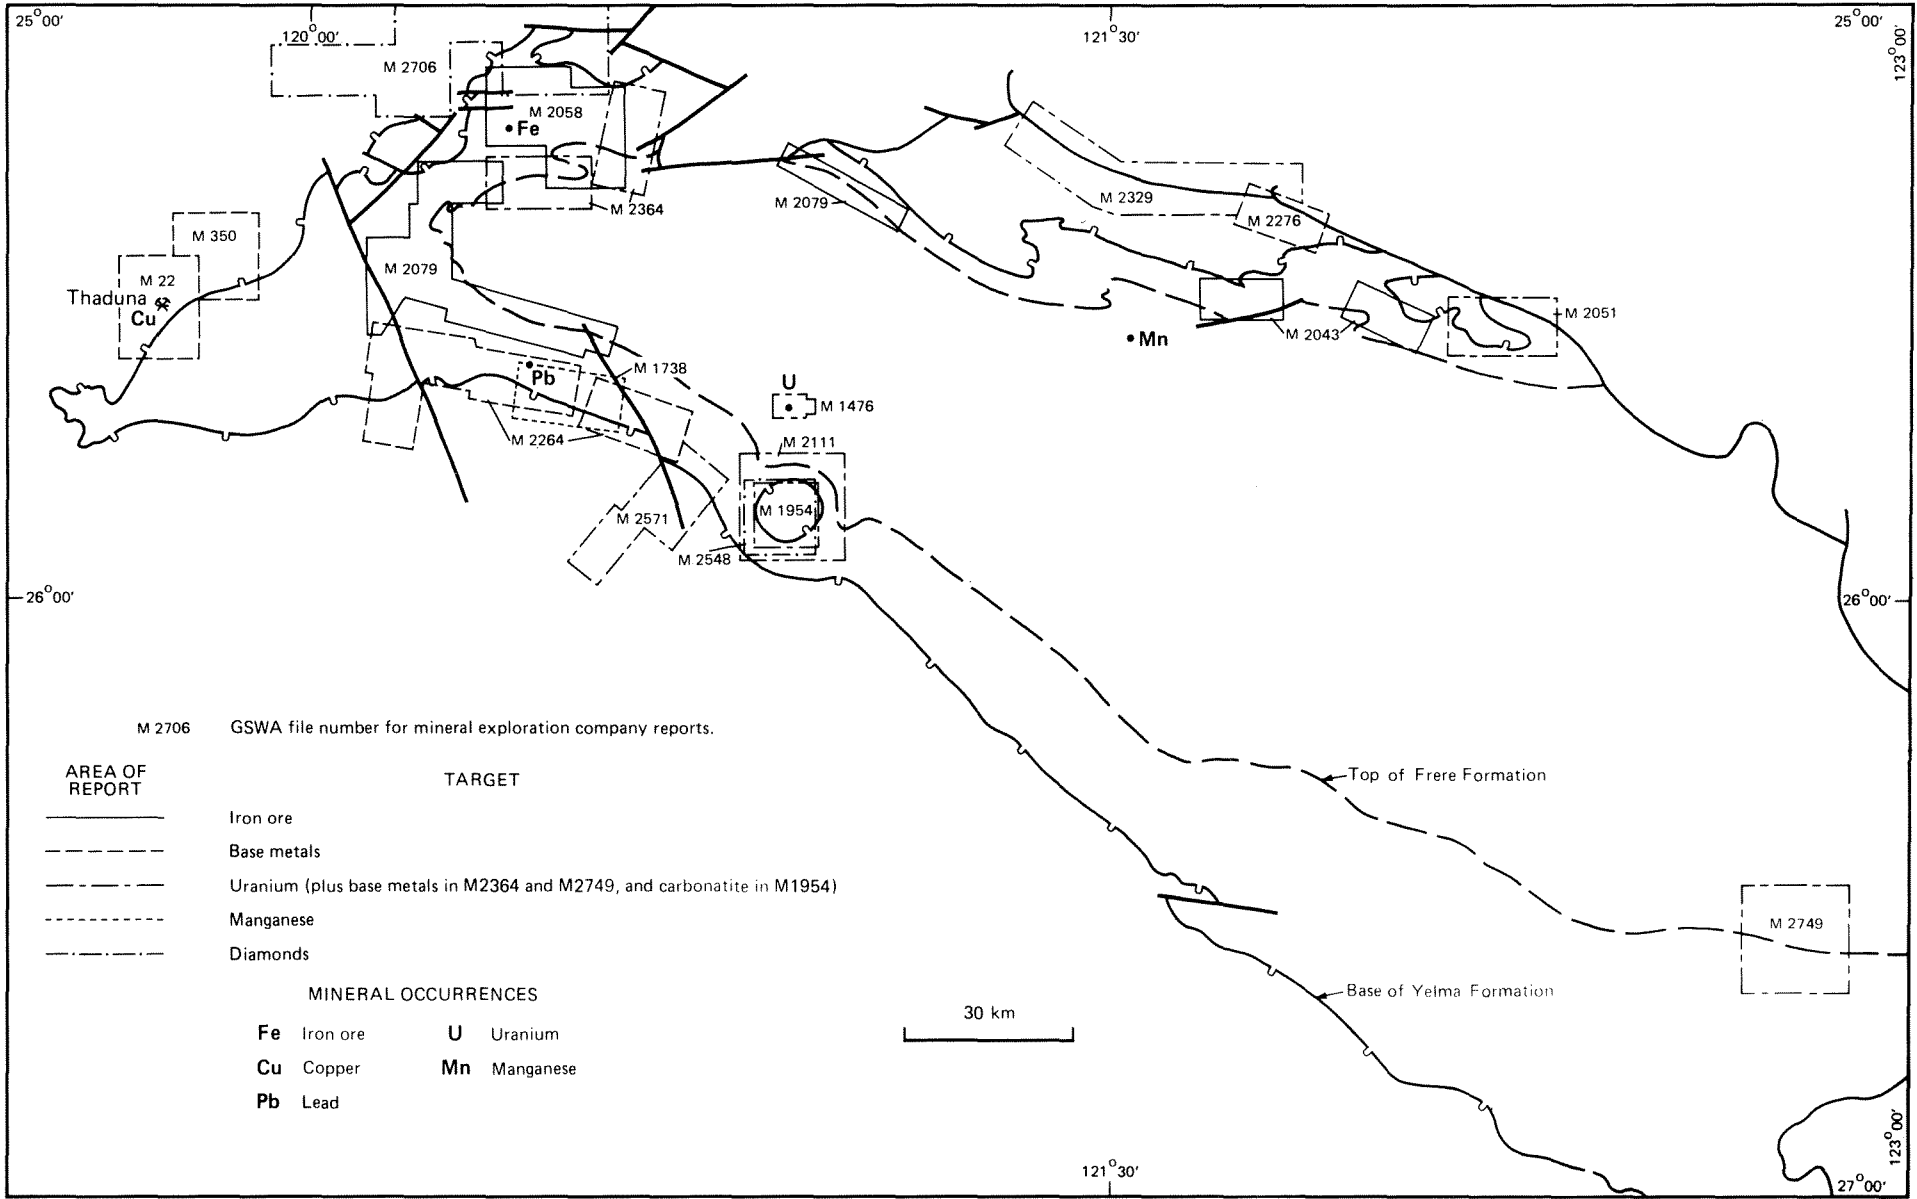 25°00'
120°00'
121°30'
25°00'
123°00'
M 2706
M 2058
Fe
M 2364
M 2079
M 2329
M 2276
M 350
M 22
Thaduna
Cu
M 2079
M 2051
M 2043
Mn
M 1738
Pb
U
M 1476
M 2264
M 2111
M 1954
M 2571
M 2548
26°00'
26°00'
M 2706 GSWA file number for mineral exploration company reports.
AREA OF
REPORT
TARGET
Iron ore
Base metals
Uranium (plus base metals in M2364 and M2749, and carbonatite in M1954)
Manganese
Diamonds
Top of Frere Formation
M 2749
Base of Yelma Formation
MINERAL OCCURRENCES
Fe Iron ore U Uranium
Cu Copper Mn Manganese
Pb Lead
30 km
121°30'
123°00'
27°00'